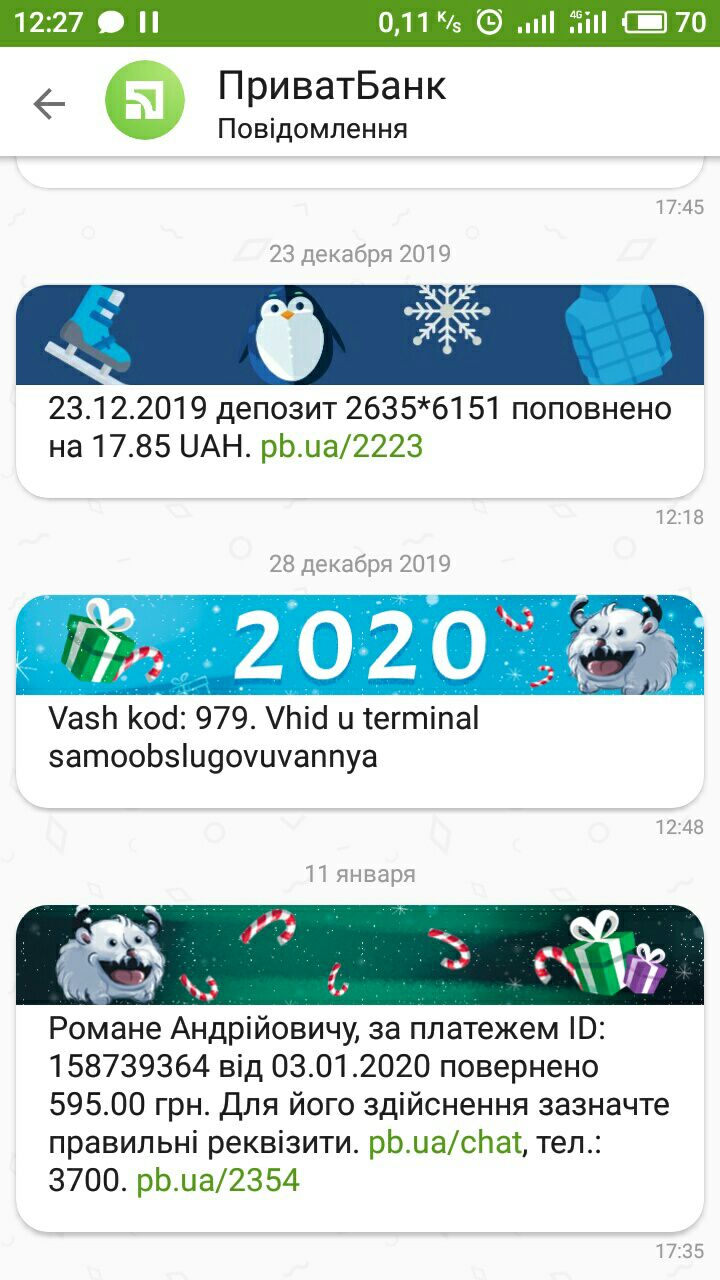 12:27
0,11 K/s
4G
70
ПриватБанк
Повідомлення
17:45
23 декабря 2019
23.12.2019 депозит 2635*6151 поповнено
на 17.85 UAH. pb.ua/2223
12:18
28 декабря 2019
2020
Vash kod: 979. Vhid u terminal
samoobslugovuvannya
12:48
11 января
Романе Андрійовичу, за платежем ID:
158739364 від 03.01.2020 повернено
595.00 грн. Для його здійснення зазначте
правильні реквізити. pb.ua/chat, тел.:
3700. pb.ua/2354
17:35